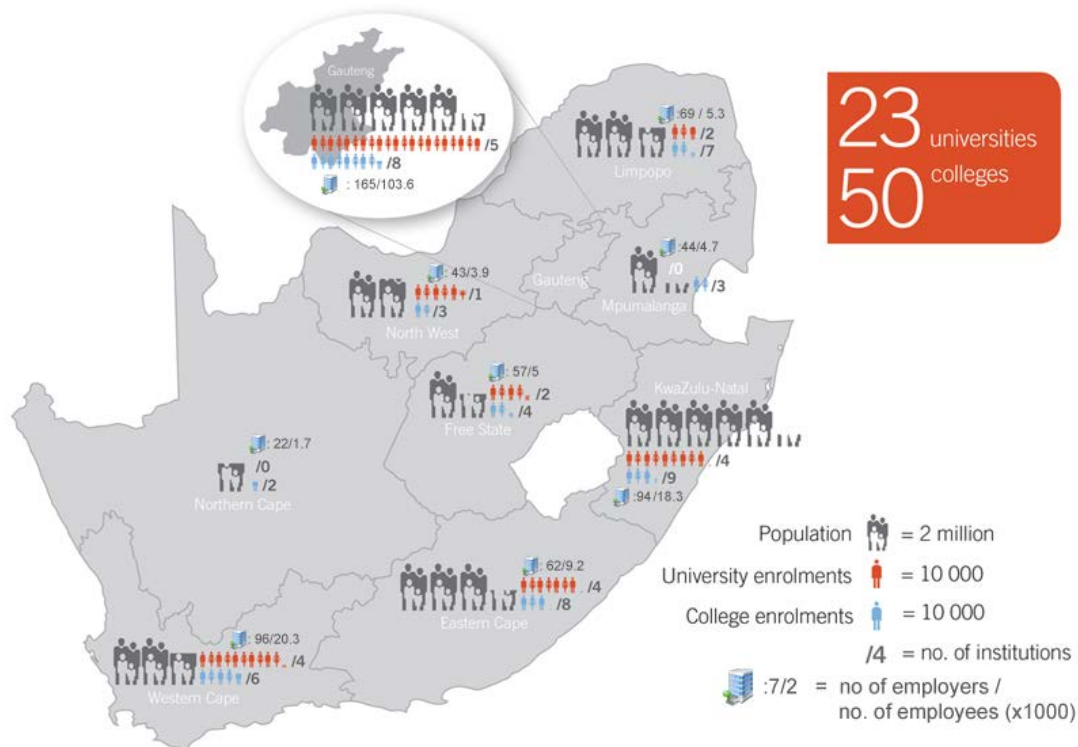 Gauteng
/5
/8
: 165/103.6
:69 / 5.3
/2
/7
Limpopo
23 universities
50 colleges
:44/4.7
/0
/3
Mpumalanga
Gauteng
: 43/3.9
/1
/3
North West
: 57/5
/2
/4
Free State
KwaZulu-Natal
/4
/9
:94/18.3
: 22/1.7
/0
/2
Northern Cape
: 62/9.2
/4
/8
Eastern Cape
: 96/20.3
/4
/6
Western Cape
Population = 2 million
University enrolments = 10 000
College enrolments = 10 000
/4 = no. of institutions
:7/2 = no of employers /
no. of employees (x1000)